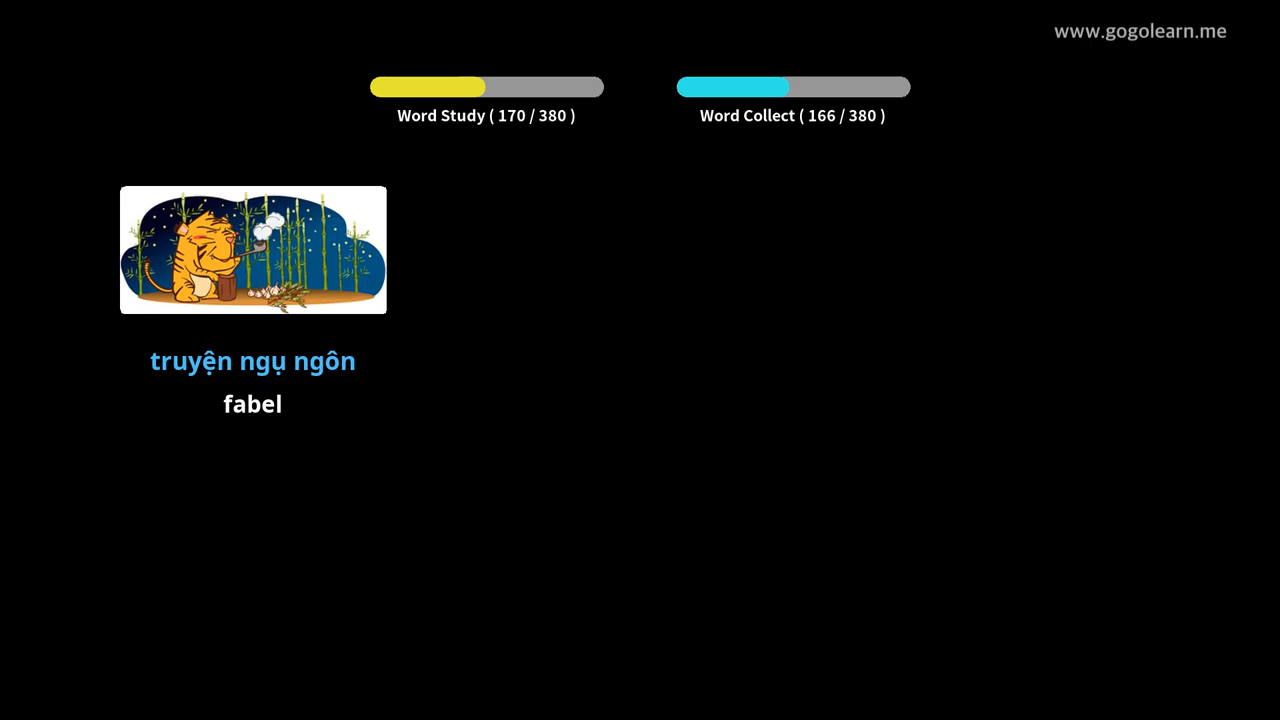 www.gogolearn.me
Word Study ( 170 / 380 )
Word Collect ( 166 / 380 )
truyện ngụ ngôn
fabel